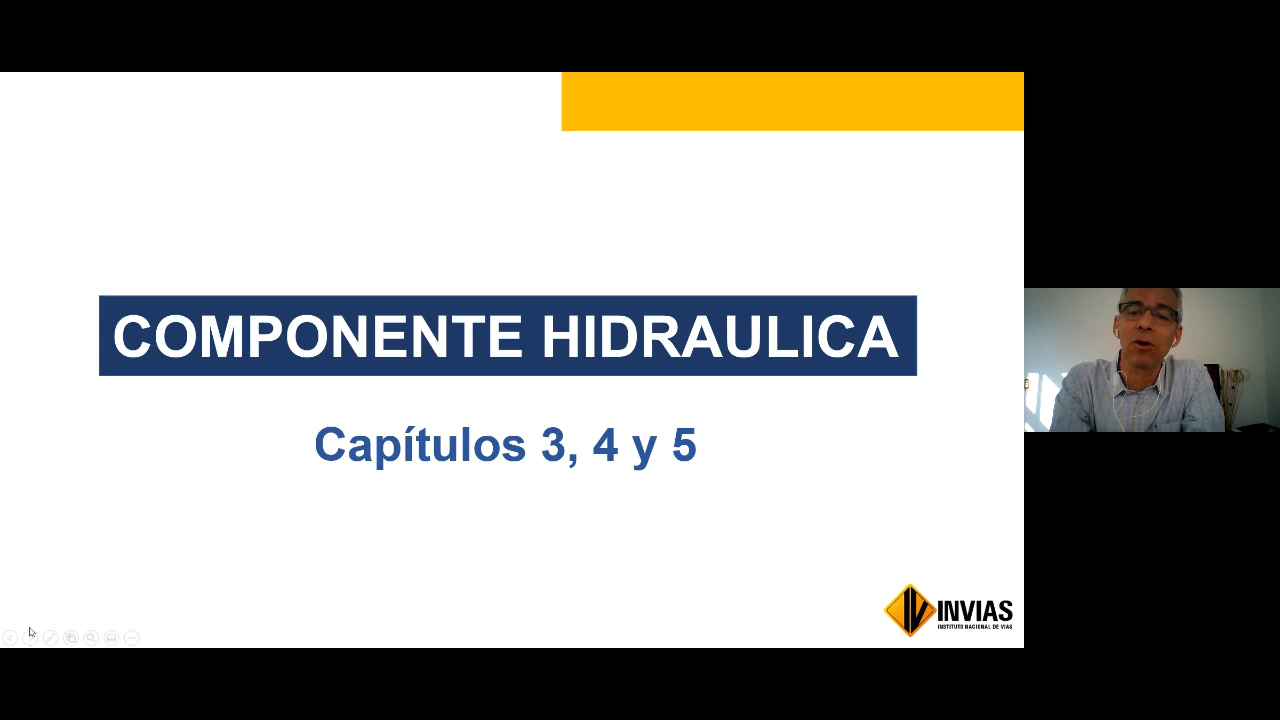 COMPONENTE HIDRAULICA
Capítulos 3, 4 y 5
INVIAS
INSTITUTO NACIONAL DE VIAS